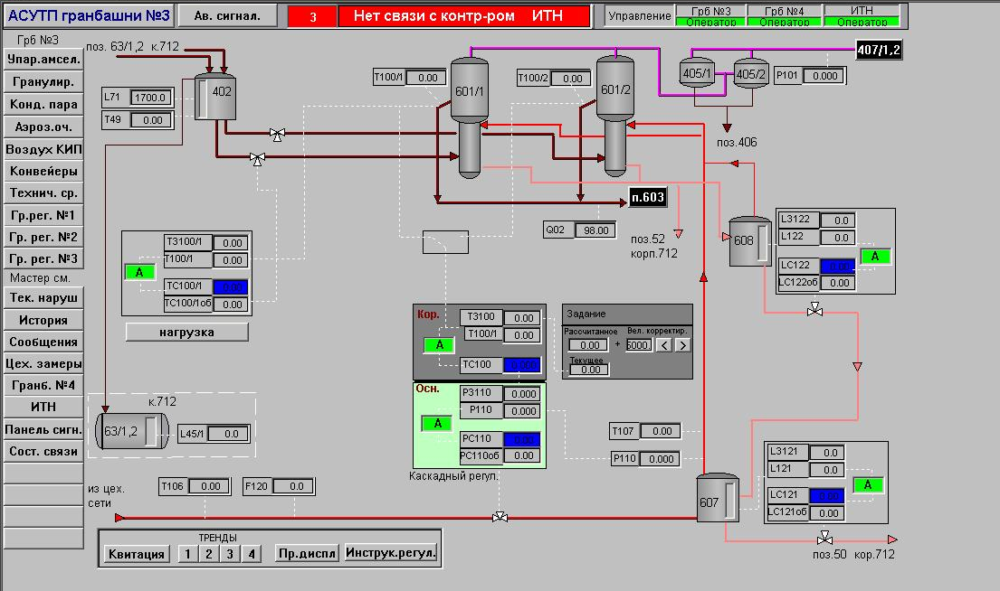 АСУТП гранбашни №3
Ав. сигнал.
3
Нет связи с контр-ром ИТН
Управление
Грб №3
Оператор
Грб №4
Оператор
ИТН
Оператор
Грб №3
Упар.амсел.
Гранулир.
Конд. пара
Аэроз.оч.
Воздух КИП
Конвейеры
Технич. ср.
Гр.рег. №1
Гр. рег. №2
Гр. рег. №3
Мастер см.
Тек. наруш
История
Сообщения
Цех. замеры
Гранб. №4
ИТН
Панель сигн.
Сост. связи
поз. 63/1,2 к.712
402
L71 1700.0
T49 0.00
T100/1 0.00
601/1
T100/2 0.00
601/2
405/1
405/2
P101 0.000
407/1,2
поз.406
п.603
Q02 98.00
поз.52
корп.712
608
L3122 0.0
L122 0.0
A
LC122 0.00
LC122об 0.00
T3100/1 0.00
T100/1 0.00
A
TC100/1 0.00
TC100/1об 0.00
нагрузка
Кор.
T3100 0.00
T100/1 0.00
A
TC100 0.000
Задание
Рассчитанное
Вел. корректир.
0.00 + 5000 < >
Текущее
0.00
Осн.
P3110 0.000
P110 0.000
A
PC110 0.00
PC110об 0.00
Каскадный регул.
к.712
63/1,2
L45/1 0.0
T107 0.00
P110 0.000
607
L3121 0.0
L121 0.0
A
LC121 0.00
LC121об 0.00
из цех.
сети
T106 0.00
F120 0.0
поз.50 кор.712
ТРЕНДЫ
Квитация
1 2 3 4
Пр.диспл
Инструк.регул.